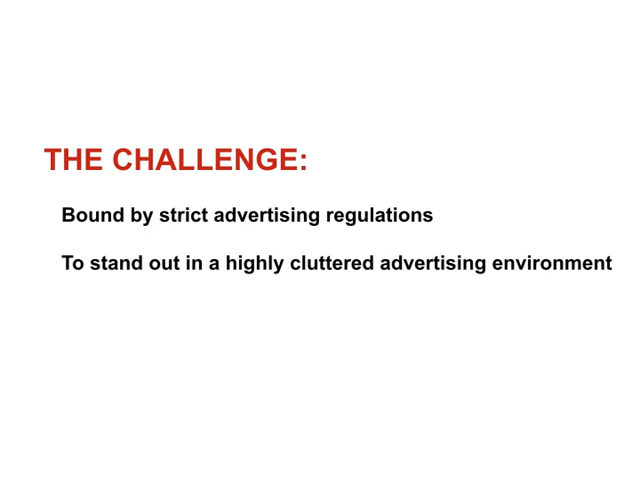 THE CHALLENGE:
Bound by strict advertising regulations
To stand out in a highly cluttered advertising environment